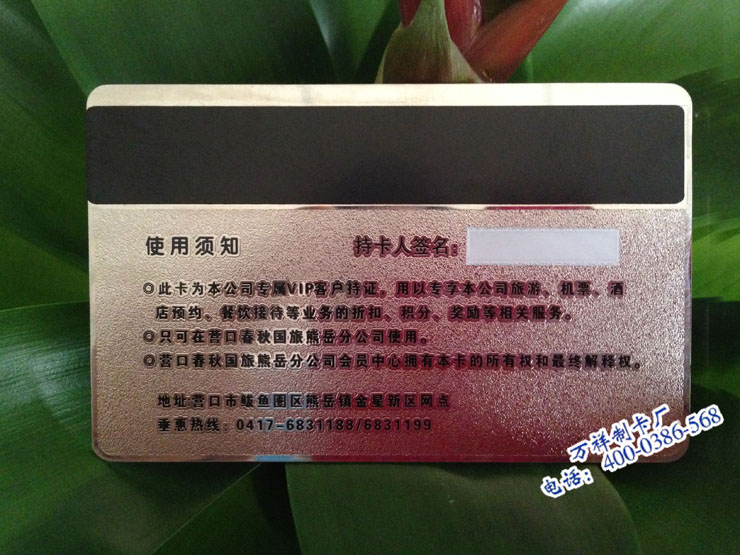 使用须知 持卡人签名：
◎此卡为本公司专属VIP客户持证。用以专享本公司旅游、机票、酒
店预约、餐饮接待等业务的折扣、积分、奖励等相关服务。
◎只可在营口春秋国旅熊岳分公司使用。
◎营口春秋国旅熊岳分公司会员中心拥有本卡的所有权和最终解释权。
地址营口市鲅鱼圈区熊岳镇金星新区网点
垂惠热线：0417-6831188/6831199
万祥制卡厂
电话：400-0386-568